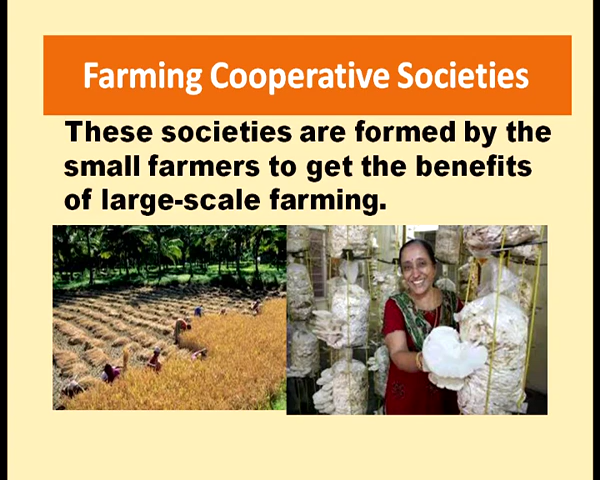 Farming Cooperative Societies
These societies are formed by the
small farmers to get the benefits
of large-scale farming.